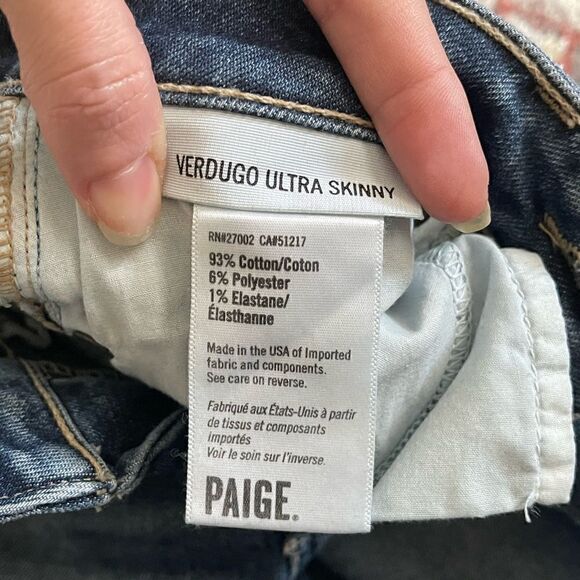 VERDUGO ULTRA SKINNY
RN#27002 CA#51217
93% Cotton/Coton
6% Polyester
1% Elastane/
Élasthanne
Made in the USA of Imported
fabric and components.
See care on reverse.
Fabriqué aux États-Unis à partir
de tissus et composants
importés
Voir le soin sur l'inverse.
PAIGE®